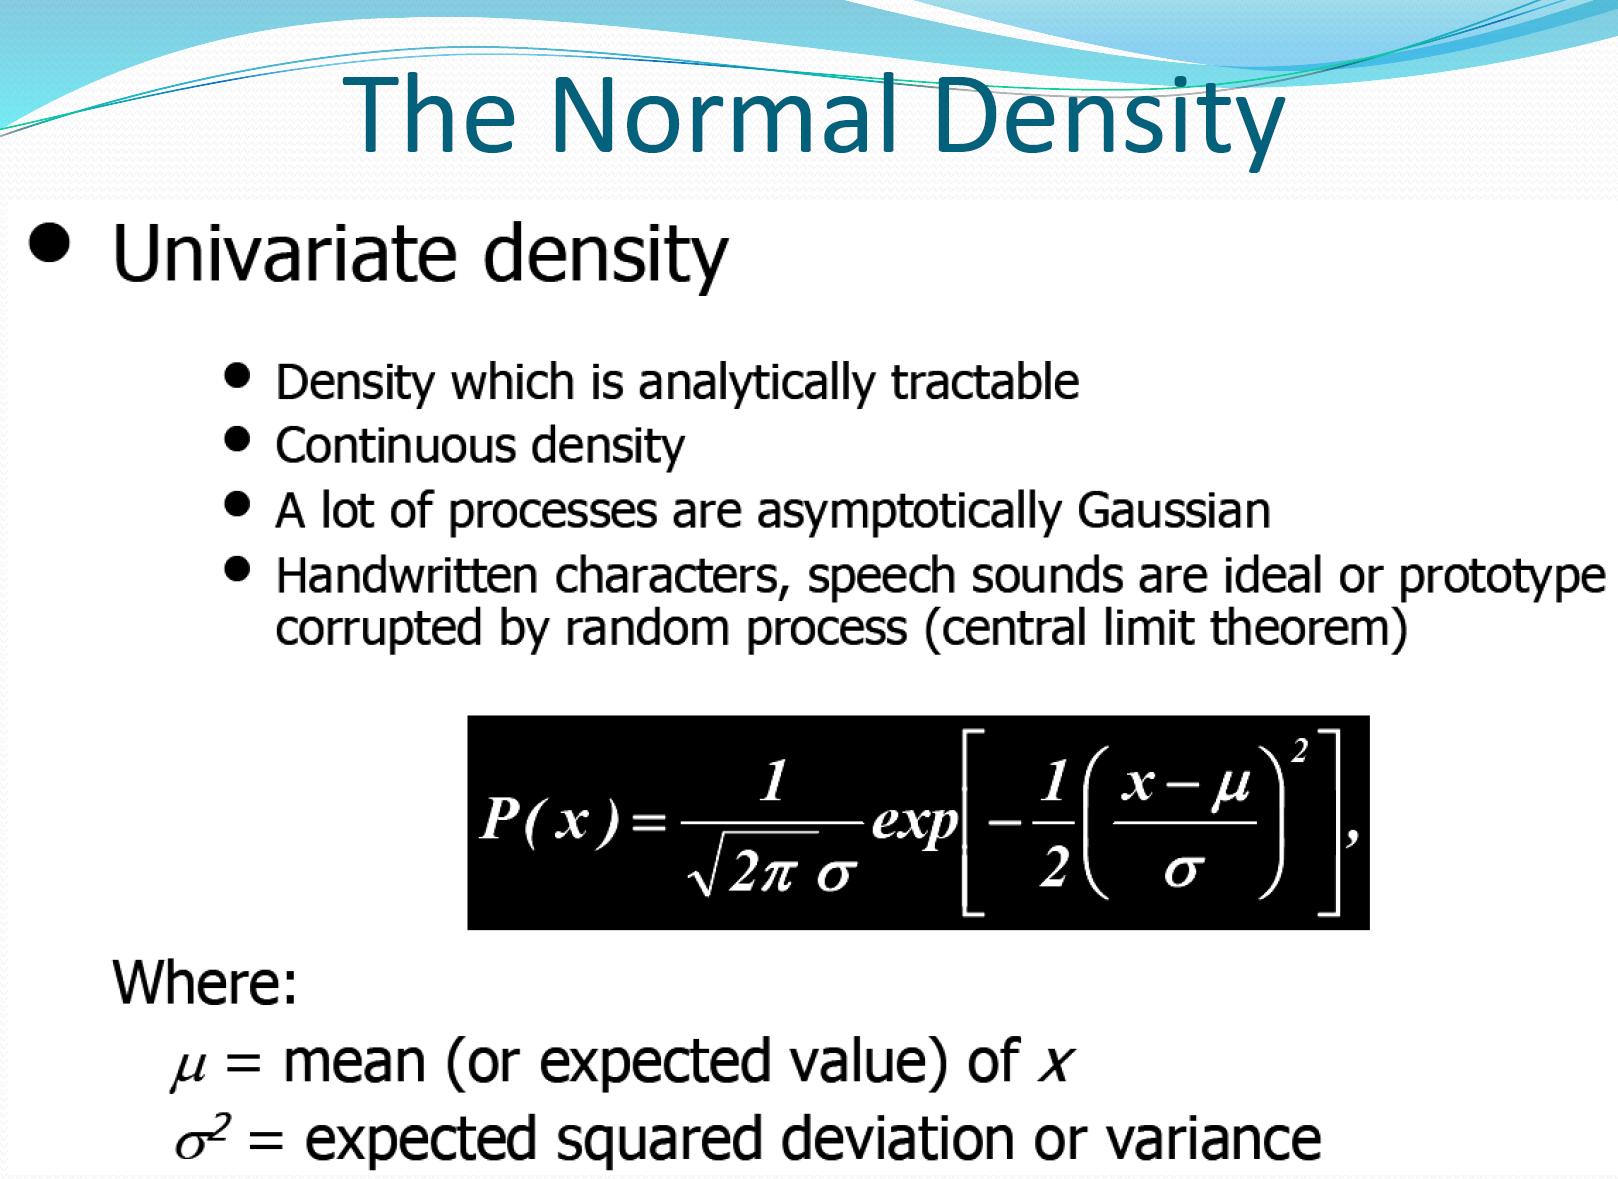 The Normal Density
• Univariate density
• Density which is analytically tractable
• Continuous density
• A lot of processes are asymptotically Gaussian
• Handwritten characters, speech sounds are ideal or prototype
corrupted by random process (central limit theorem)
P( x ) = 1/(√2π σ) exp[ − 1/2 ( (x − μ)/σ )² ],
Where:
μ = mean (or expected value) of x
σ² = expected squared deviation or variance